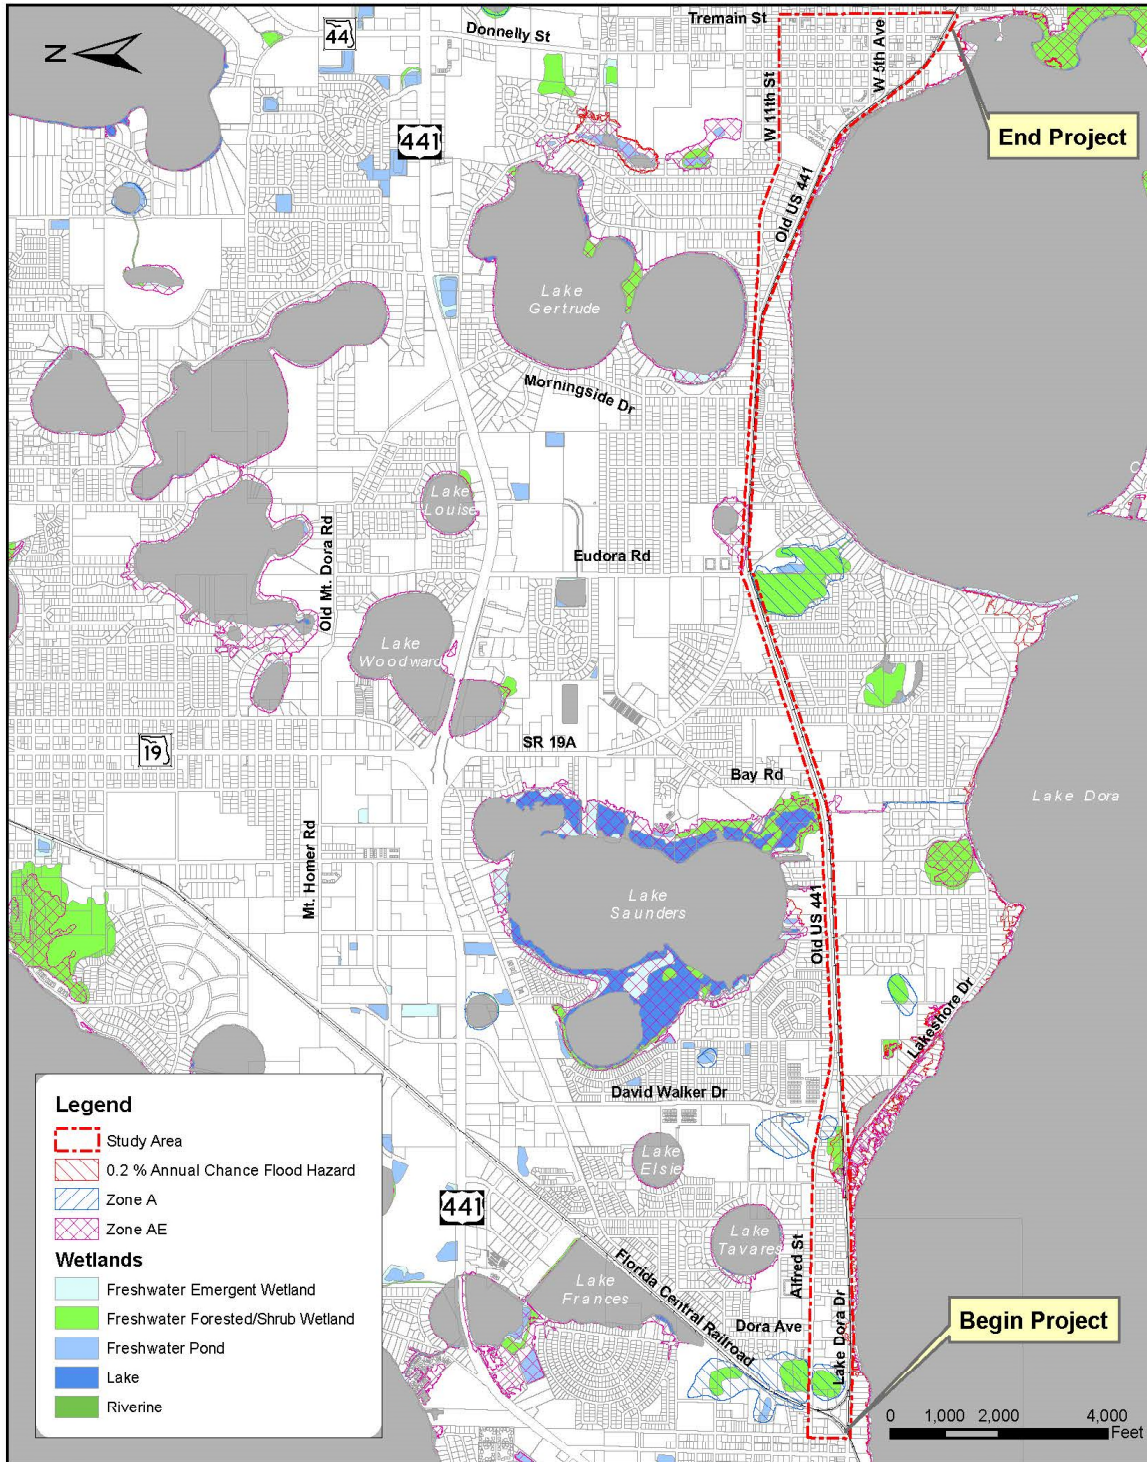 Tremain St
Donnelly St
44
N
441
W 5th Ave
W 11th St
End Project
Old US 441
Lake
Gertrude
Morningside Dr
Lake
Louise
Eudora Rd
Old Mt. Dora Rd
Lake
Woodward
SR 19A
19
Bay Rd
Lake Dora
Mt. Homer Rd
Lake
Saunders
Old US 441
Lakeshore Dr
David Walker Dr
Lake
Elsie
441
Lake
Tavares
Alfred St
Florida Central Railroad
Lake
Frances
Dora Ave
Lake Dora Dr
Begin Project
Legend
Study Area
0.2 % Annual Chance Flood Hazard
Zone A
Zone AE
Wetlands
Freshwater Emergent Wetland
Freshwater Forested/Shrub Wetland
Freshwater Pond
Lake
Riverine
0 1,000 2,000 4,000
Feet